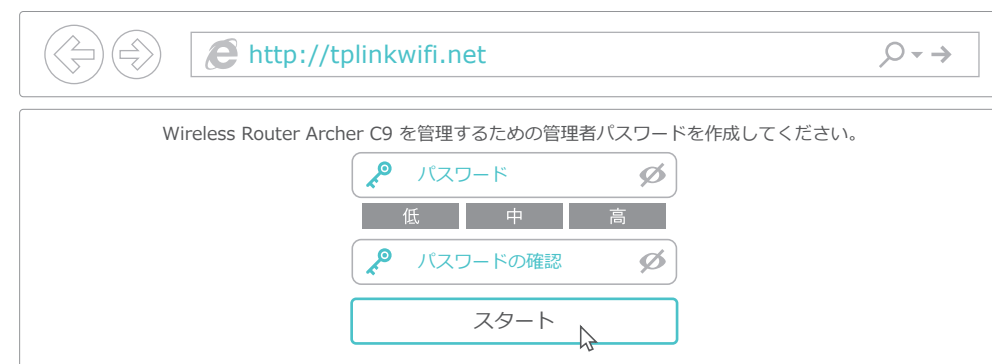 http://tplinkwifi.net
Wireless Router Archer C9 を管理するための管理者パスワードを作成してください。
パスワード
低 中 高
パスワードの確認
スタート